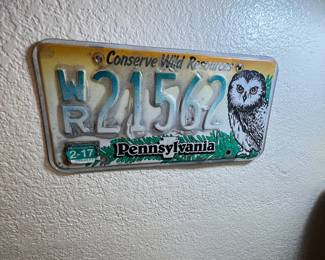 Conserve Wild Resources
WR 21562
2-17
Pennsylvania